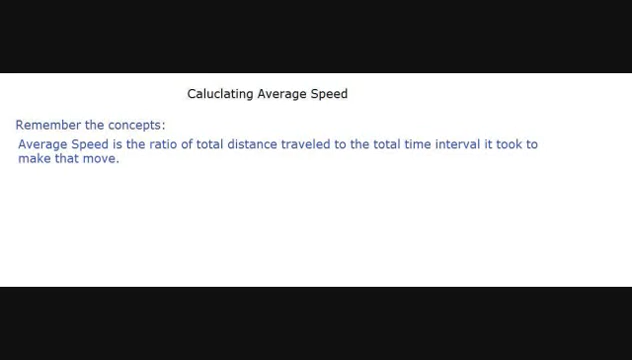 Caluclating Average Speed
Remember the concepts:
Average Speed is the ratio of total distance traveled to the total time interval it took to
make that move.